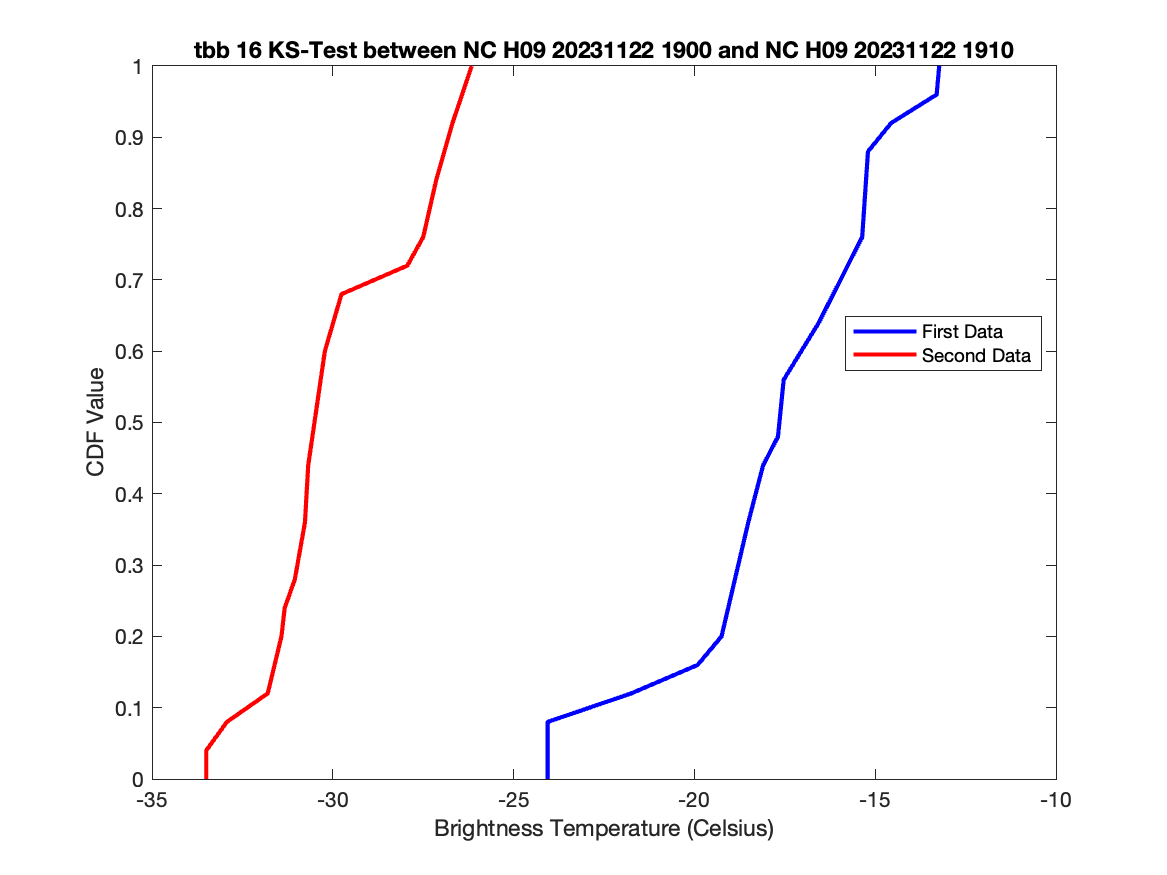 tbb 16 KS-Test between NC H09 20231122 1900 and NC H09 20231122 1910
1
0.9
0.8
0.7
0.6
0.5
0.4
0.3
0.2
0.1
0
CDF Value
First Data
Second Data
-35 -30 -25 -20 -15 -10
Brightness Temperature (Celsius)